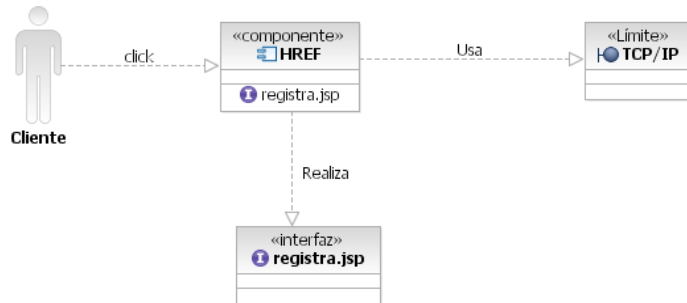 «componente»
HREF
registra.jsp
click
Usa
«Límite»
TCP/IP
Cliente
Realiza
«interfaz»
registra.jsp